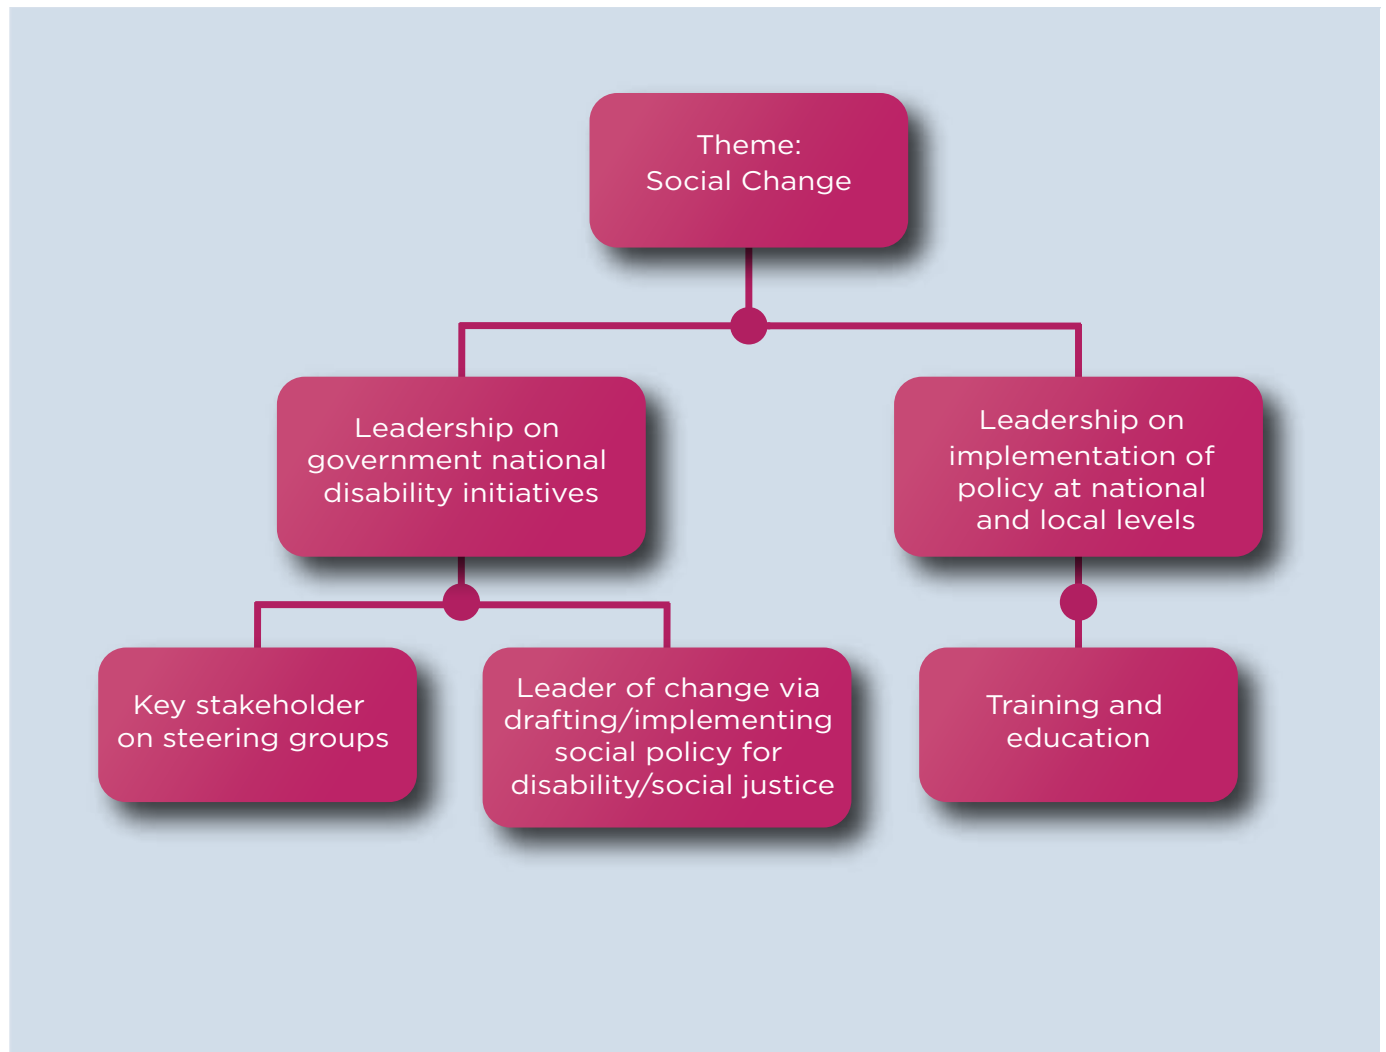 Theme:
Social Change
Leadership on
government national
disability initiatives
Leadership on
implementation of
policy at national
and local levels
Key stakeholder
on steering groups
Leader of change via
drafting/implementing
social policy for
disability/social justice
Training and
education